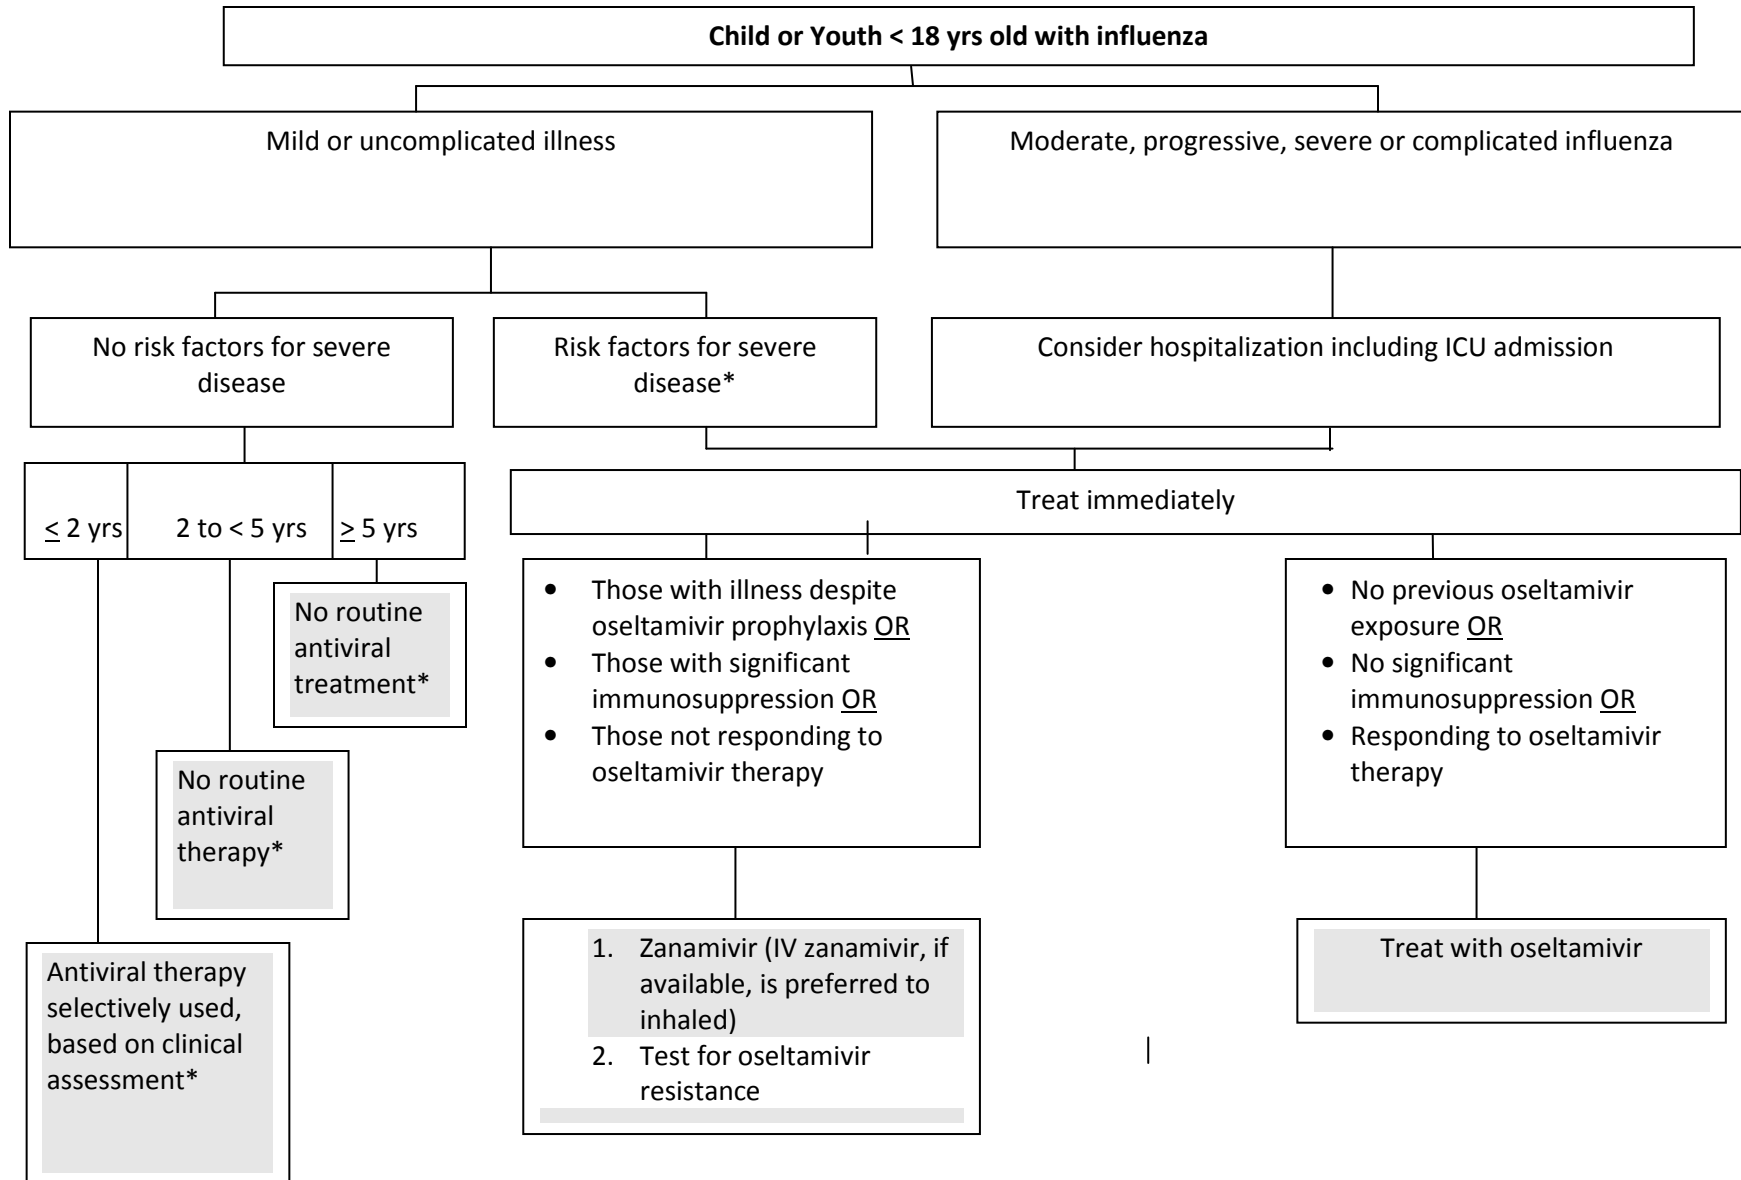 Child or Youth < 18 yrs old with influenza
Mild or uncomplicated illness
Moderate, progressive, severe or complicated influenza
No risk factors for severe
disease
Risk factors for severe
disease*
Consider hospitalization including ICU admission
≤ 2 yrs
2 to < 5 yrs
≥ 5 yrs
Treat immediately
No routine
antiviral
treatment*
No routine
antiviral
therapy*
Antiviral therapy
selectively used,
based on clinical
assessment*
• Those with illness despite
oseltamivir prophylaxis OR
• Those with significant
immunosuppression OR
• Those not responding to
oseltamivir therapy
• No previous oseltamivir
exposure OR
• No significant
immunosuppression OR
• Responding to oseltamivir
therapy
1. Zanamivir (IV zanamivir, if
available, is preferred to
inhaled)
2. Test for oseltamivir
resistance
Treat with oseltamivir